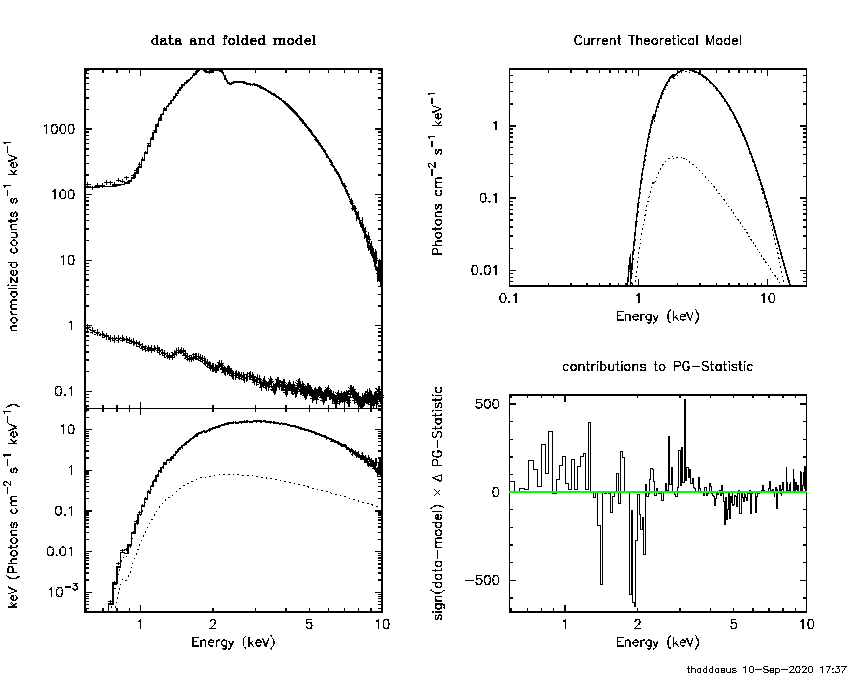 data and folded model
normalized counts s⁻¹ keV⁻¹
1000
100
10
1
0.1
keV (Photons cm⁻² s⁻¹ keV⁻¹)
10
1
0.1
0.01
10⁻³
1 2 5 10
Energy (keV)
Current Theoretical Model
Photons cm⁻² s⁻¹ keV⁻¹
1
0.1
0.01
0.1 1 10
Energy (keV)
contributions to PG-Statistic
sign(data-model) × Δ PG-Statistic
500
0
-500
1 2 5 10
Energy (keV)
thaddaeus 10-Sep-2020 17:37